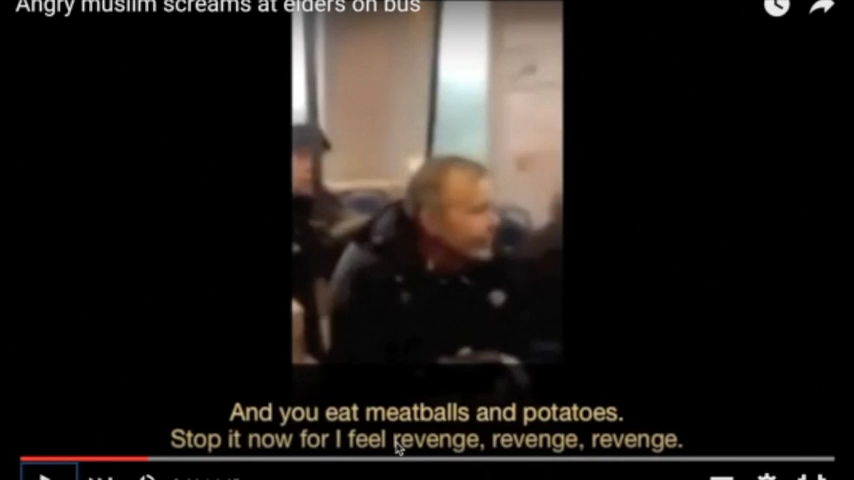 Angry muslim screams at elders on bus
And you eat meatballs and potatoes.
Stop it now for I feel revenge, revenge, revenge.